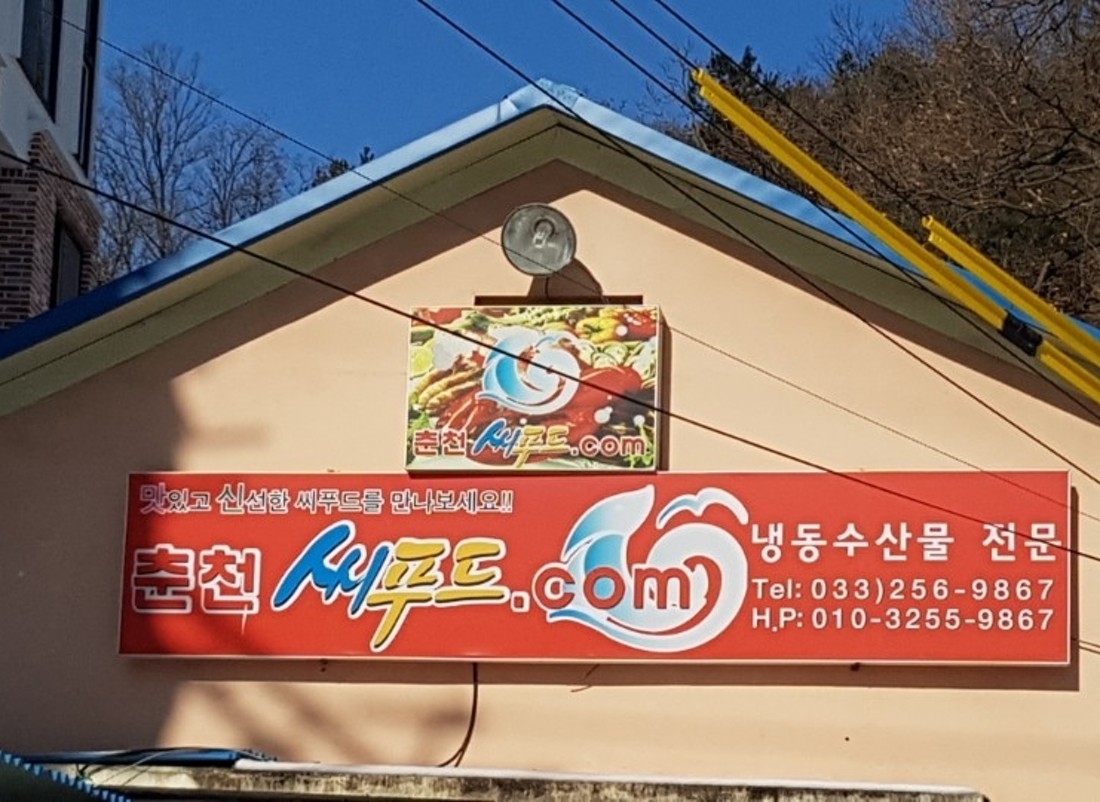 춘천 씨푸드.com
맛있고 신선한 씨푸드를 만나보세요!!
춘천 씨푸드.com
냉동수산물 전문
Tel: 033)256-9867
H.P: 010-3255-9867